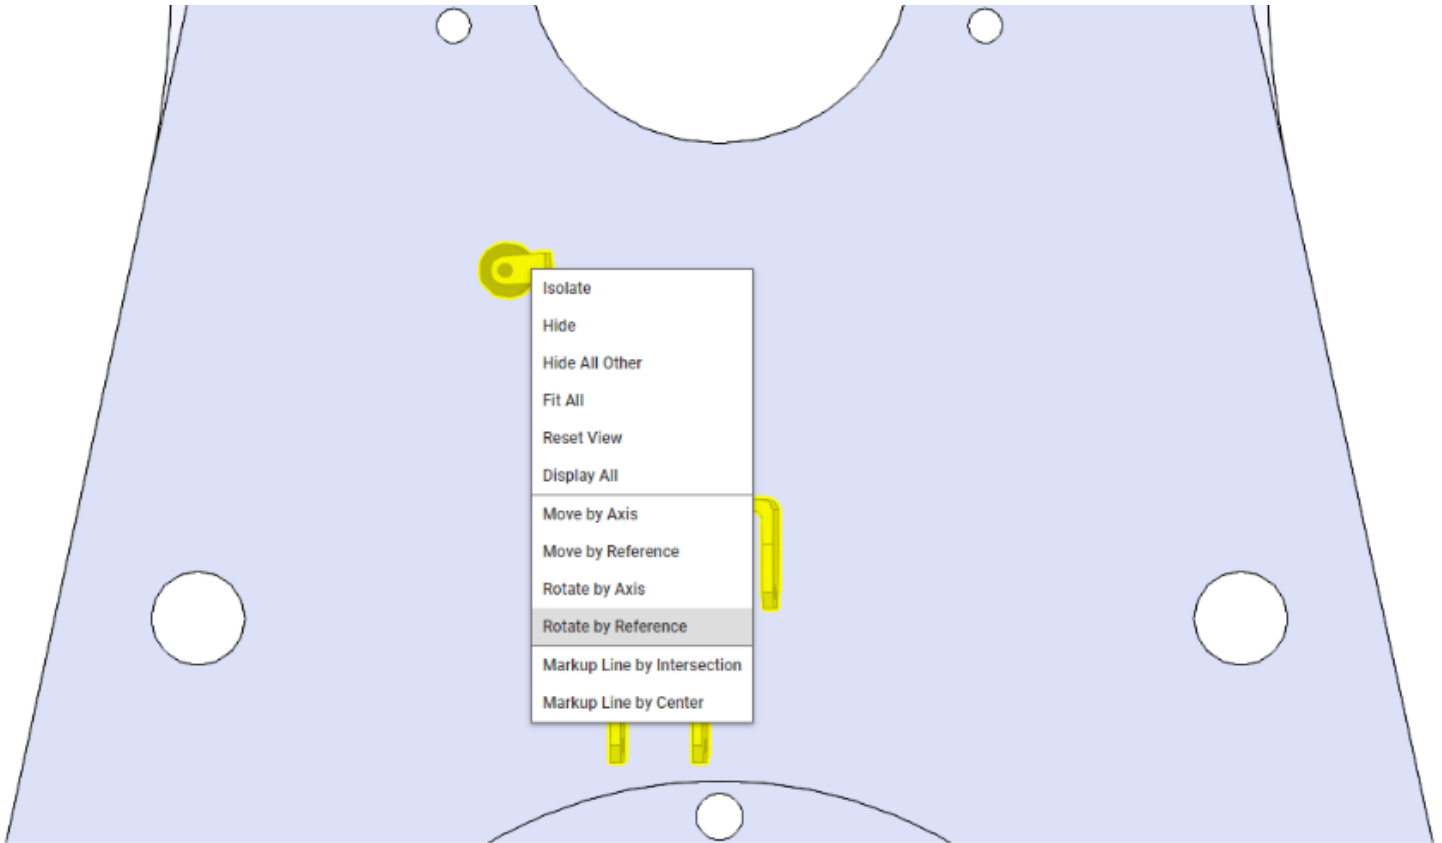 Isolate
Hide
Hide All Other
Fit All
Reset View
Display All
Move by Axis
Move by Reference
Rotate by Axis
Rotate by Reference
Markup Line by Intersection
Markup Line by Center